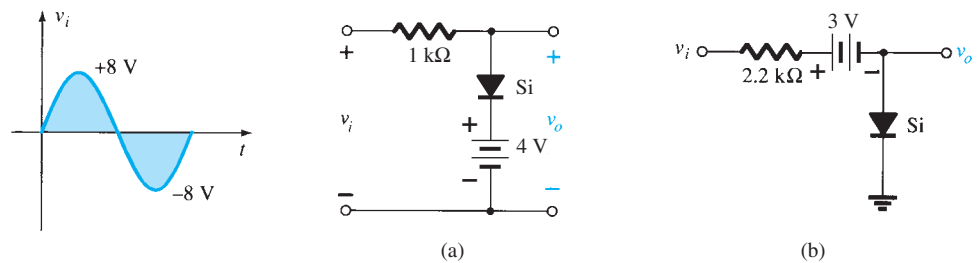 v_i
+8 V
t
−8 V
+
1 kΩ
+
Si
v_i
+
v_o
4 V
−
−
−
(a)
3 V
v_i
2.2 kΩ
+
−
v_o
Si
(b)